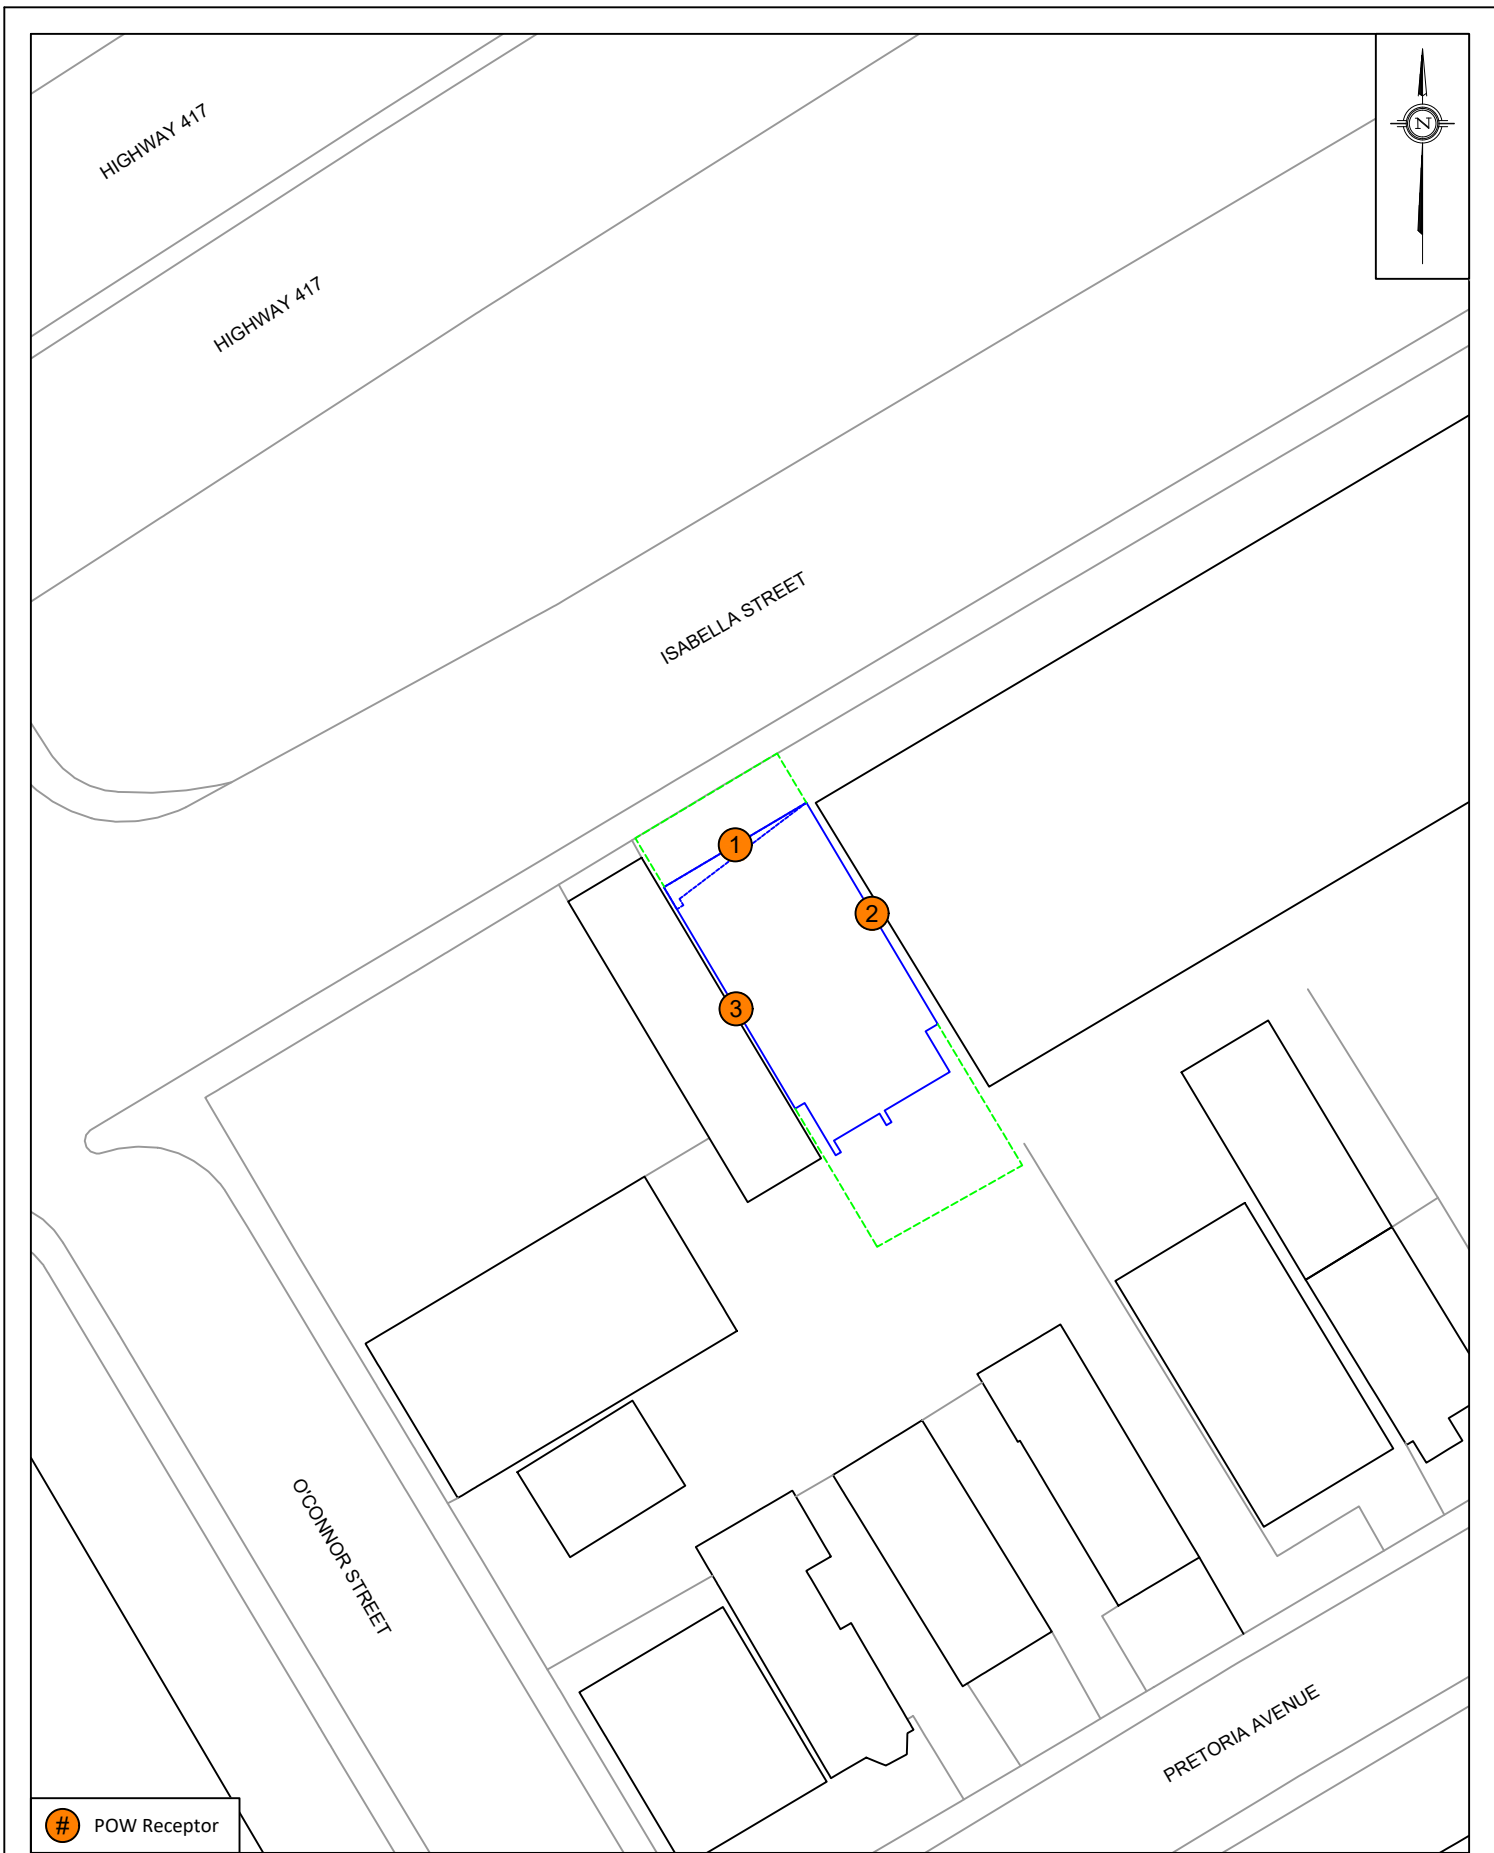 HIGHWAY 417
N
HIGHWAY 417
ISABELLA STREET
1
2
3
O'CONNOR STREET
PRETORIA AVENUE
# POW Receptor